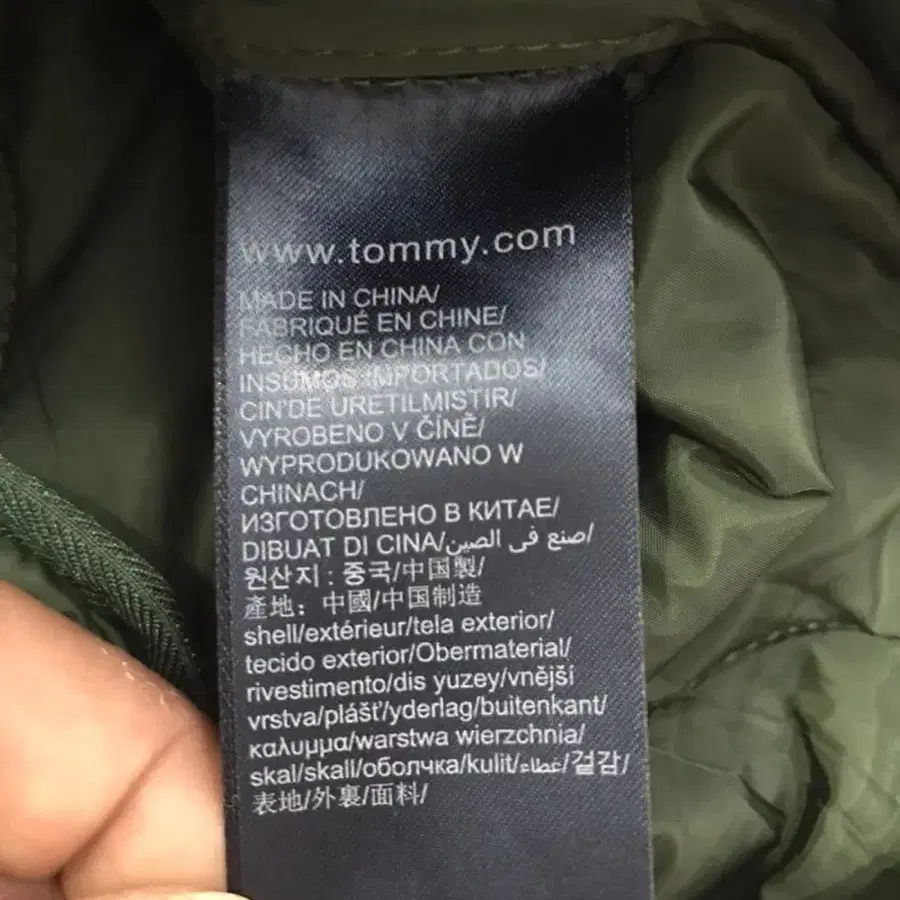 www.tommy.com
MADE IN CHINA/
FABRIQUÉ EN CHINE/
HECHO EN CHINA CON
INSUMOS IMPORTADOS/
CIN'DE URETILMISTIR/
VYROBENO V ČÍNĚ/
WYPRODUKOWANO W
CHINACH/
ИЗГОТОВЛЕНО В КИТАЕ/
DIBUAT DI CINA/صنع في الصين/
원산지 : 중국/中国製/
產地：中國/中国制造
shell/extérieur/tela exterior/
tecido exterior/Obermaterial/
rivestimento/dis yuzey/vnější
vrstva/plášť/yderlag/buitenkant/
καλυμμα/warstwa wierzchnia/
skal/skall/оболчка/kulit/غطاء/겉감/
表地/外裏/面料/